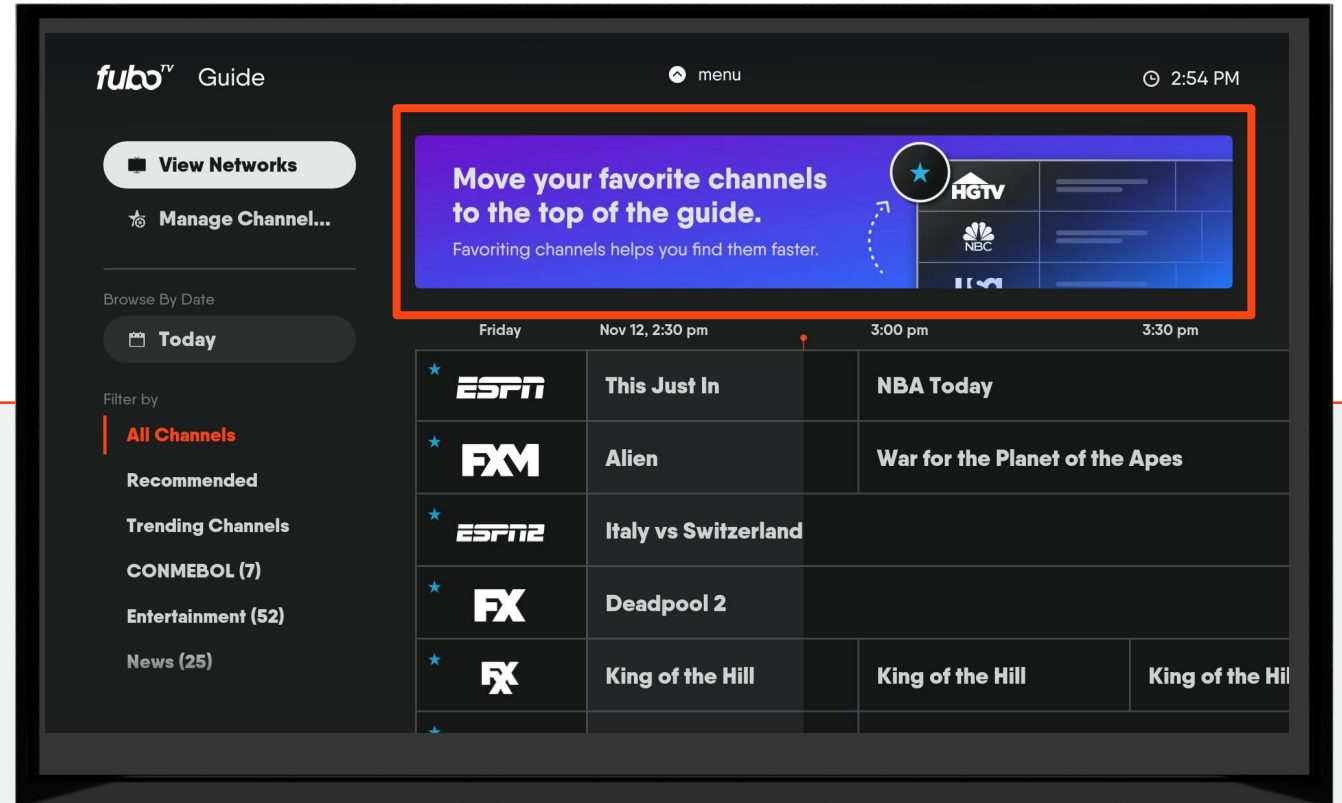 fuboTV Guide
menu
2:54 PM
View Networks
Manage Channel...
Browse By Date
Today
Filter by
All Channels
Recommended
Trending Channels
CONMEBOL (7)
Entertainment (52)
News (25)
Move your favorite channels
to the top of the guide.
Favoriting channels helps you find them faster.
HGTV
NBC
usa
Friday Nov 12, 2:30 pm 3:00 pm 3:30 pm
ESPN This Just In NBA Today
FXM Alien War for the Planet of the Apes
ESPN2 Italy vs Switzerland
FX Deadpool 2
FXX King of the Hill King of the Hill King of the Hil